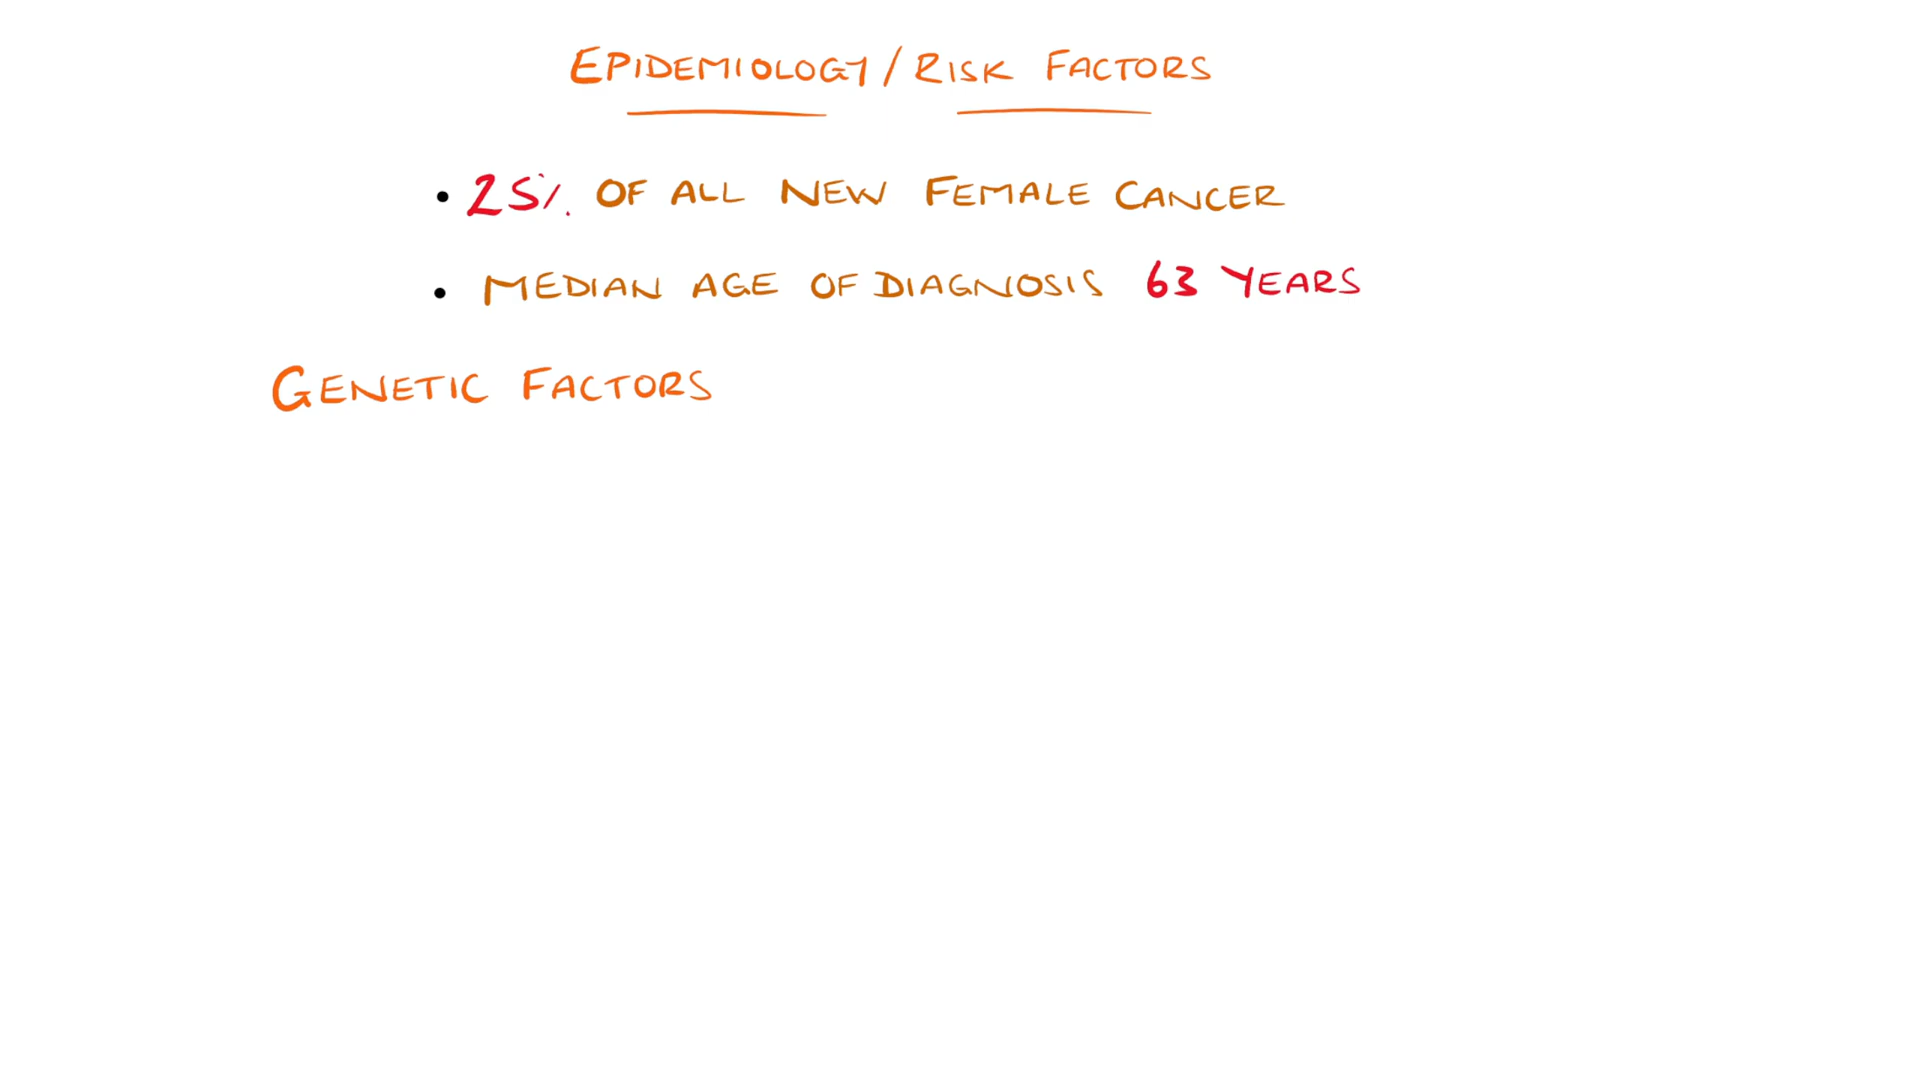 EPIDEMIOLOGY / RISK FACTORS
• 25% OF ALL NEW FEMALE CANCER
• MEDIAN AGE OF DIAGNOSIS 63 YEARS
GENETIC FACTORS